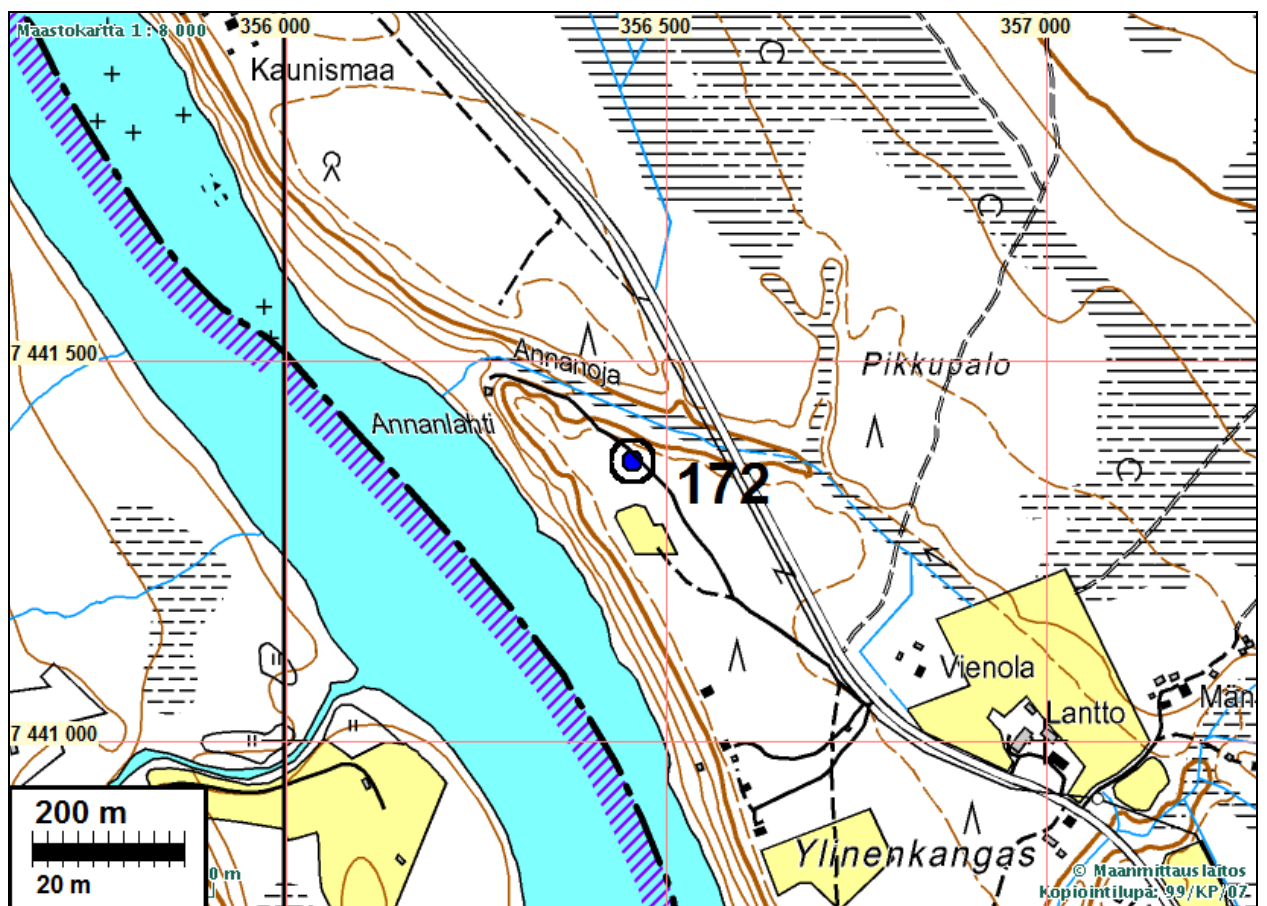 Maastokartta 1 : 8 000
356 000
356 500
357 000
Kaunismaa
7 441 500
Annanoja
Pikkupalo
Annanlahti
172
Vienola
Män
Lantto
7 441 000
200 m
20 m
0 m
Ylinenkangas
© Maanmittauslaitos
Kopiointilupa: 99/KP/07